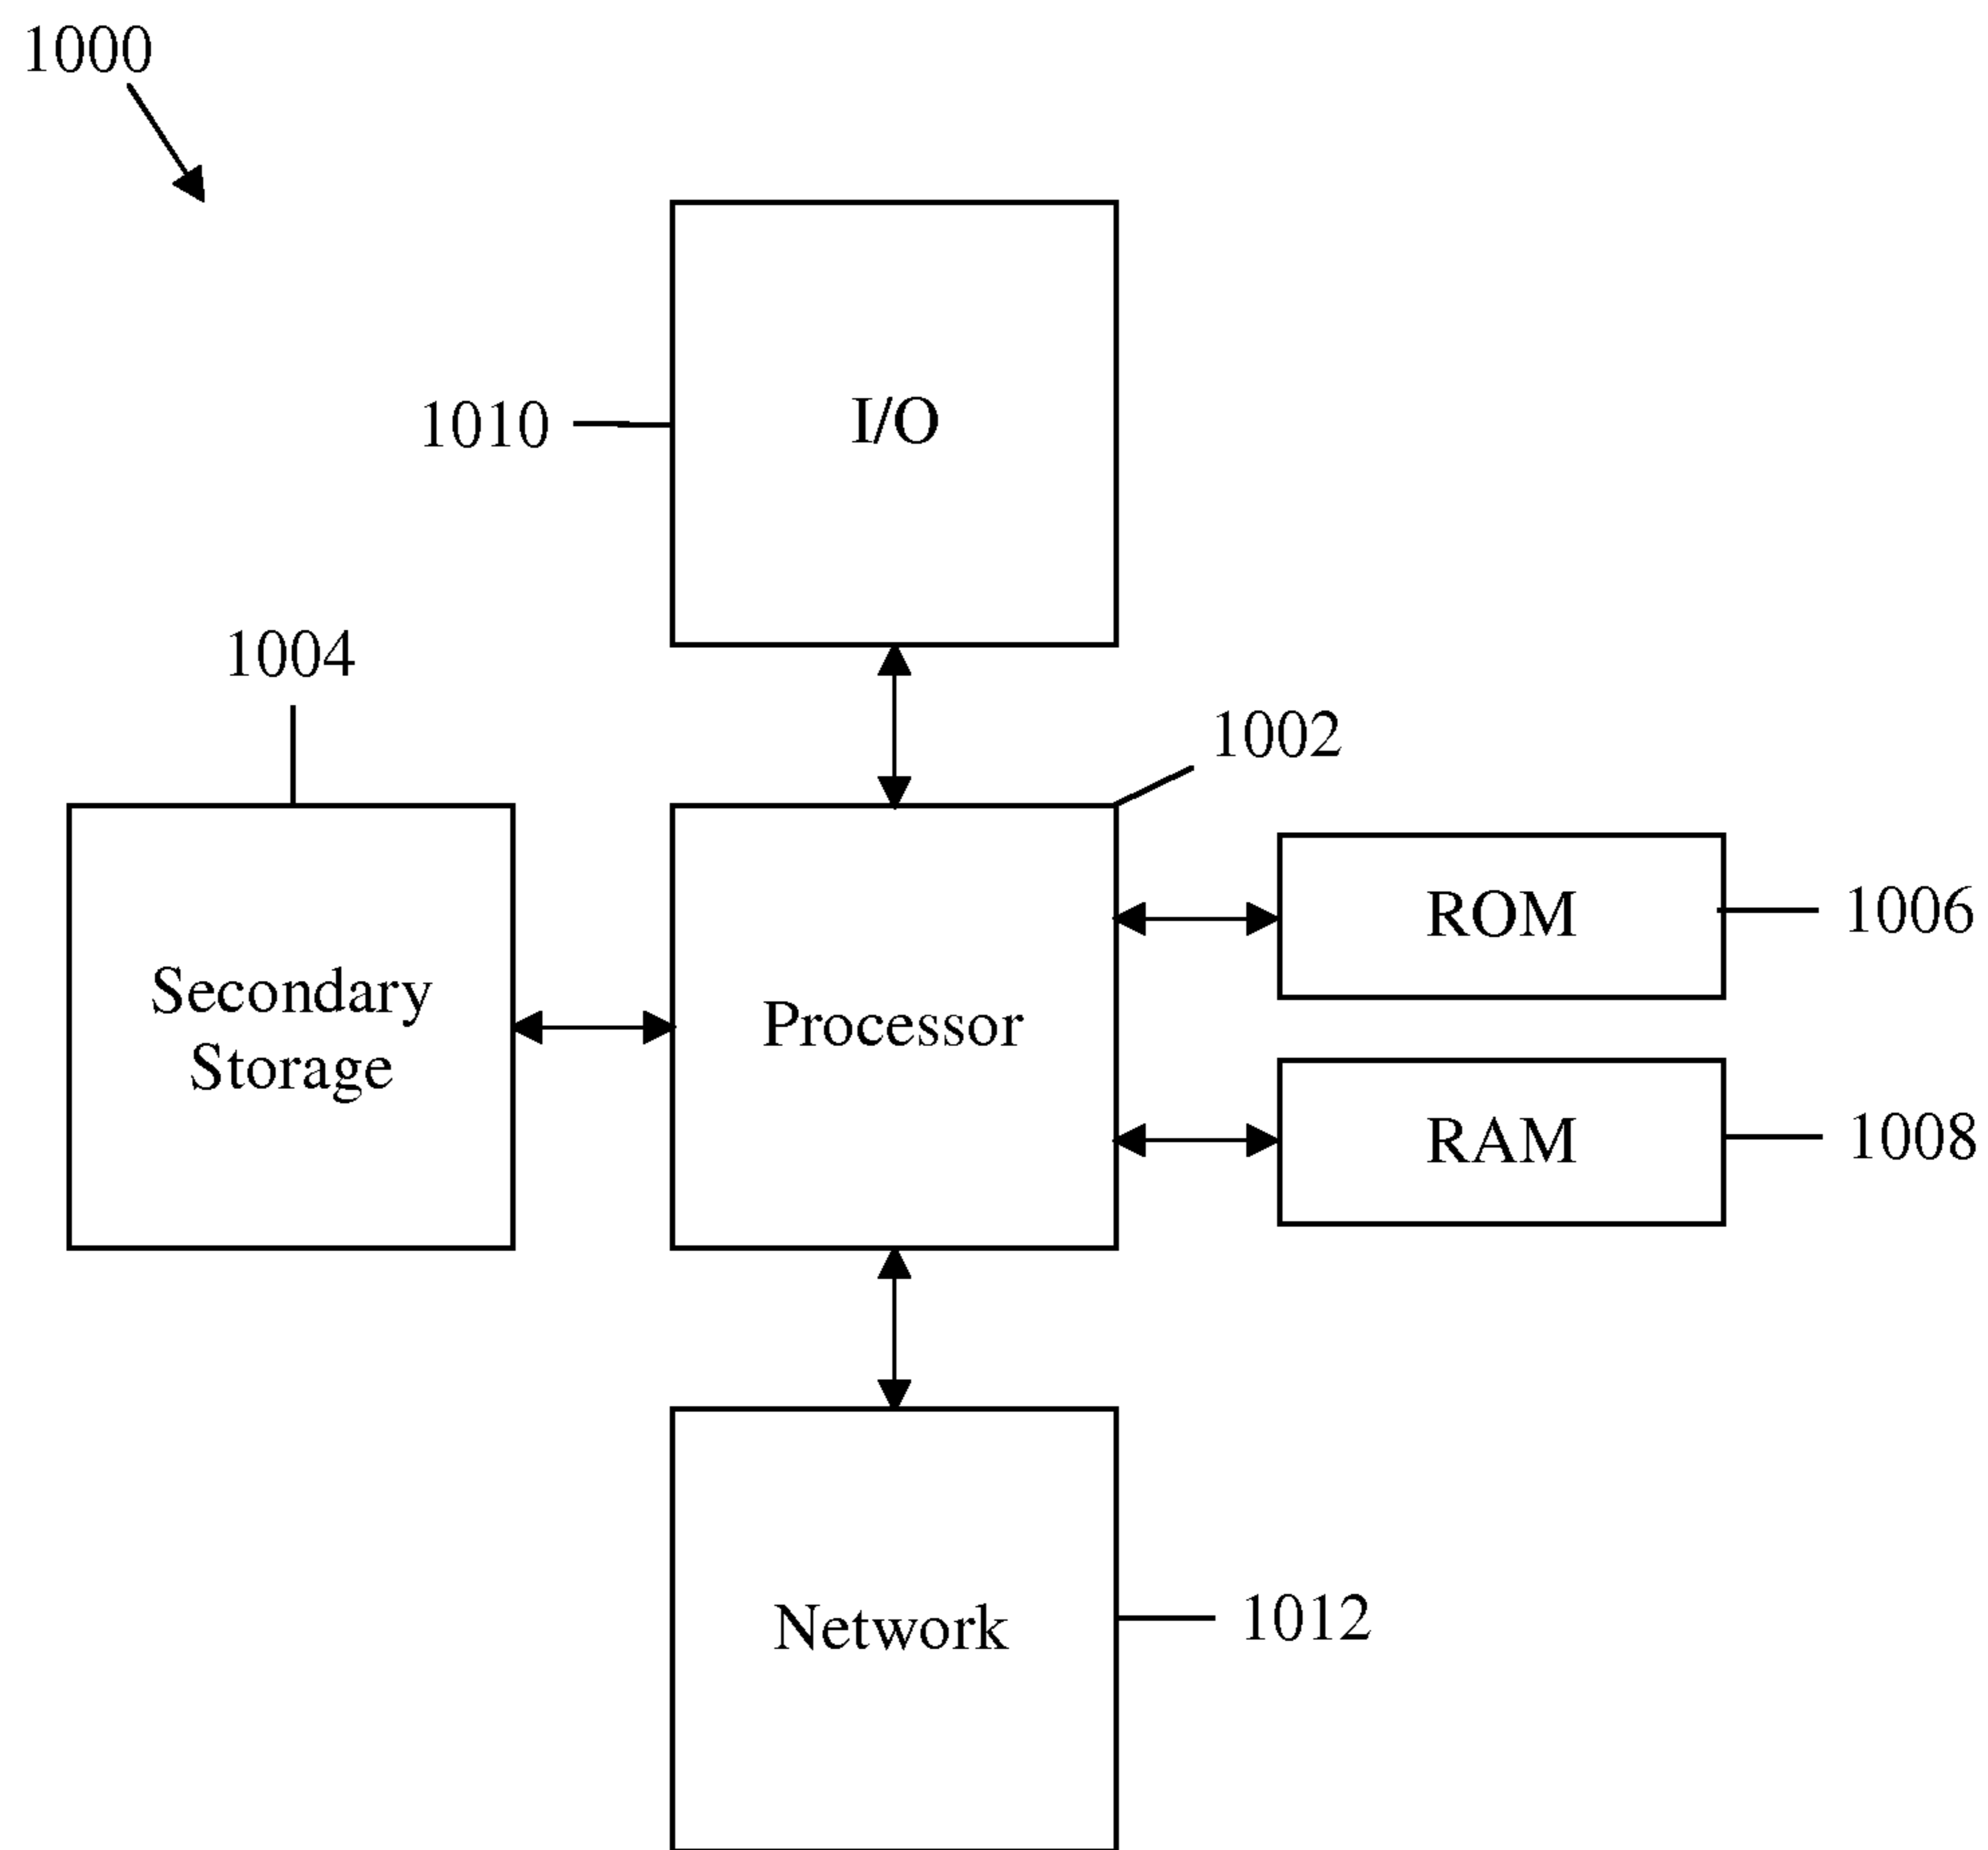 1000
I/O
1010
1004
1002
Secondary
Storage
Processor
ROM
1006
RAM
1008
Network
1012